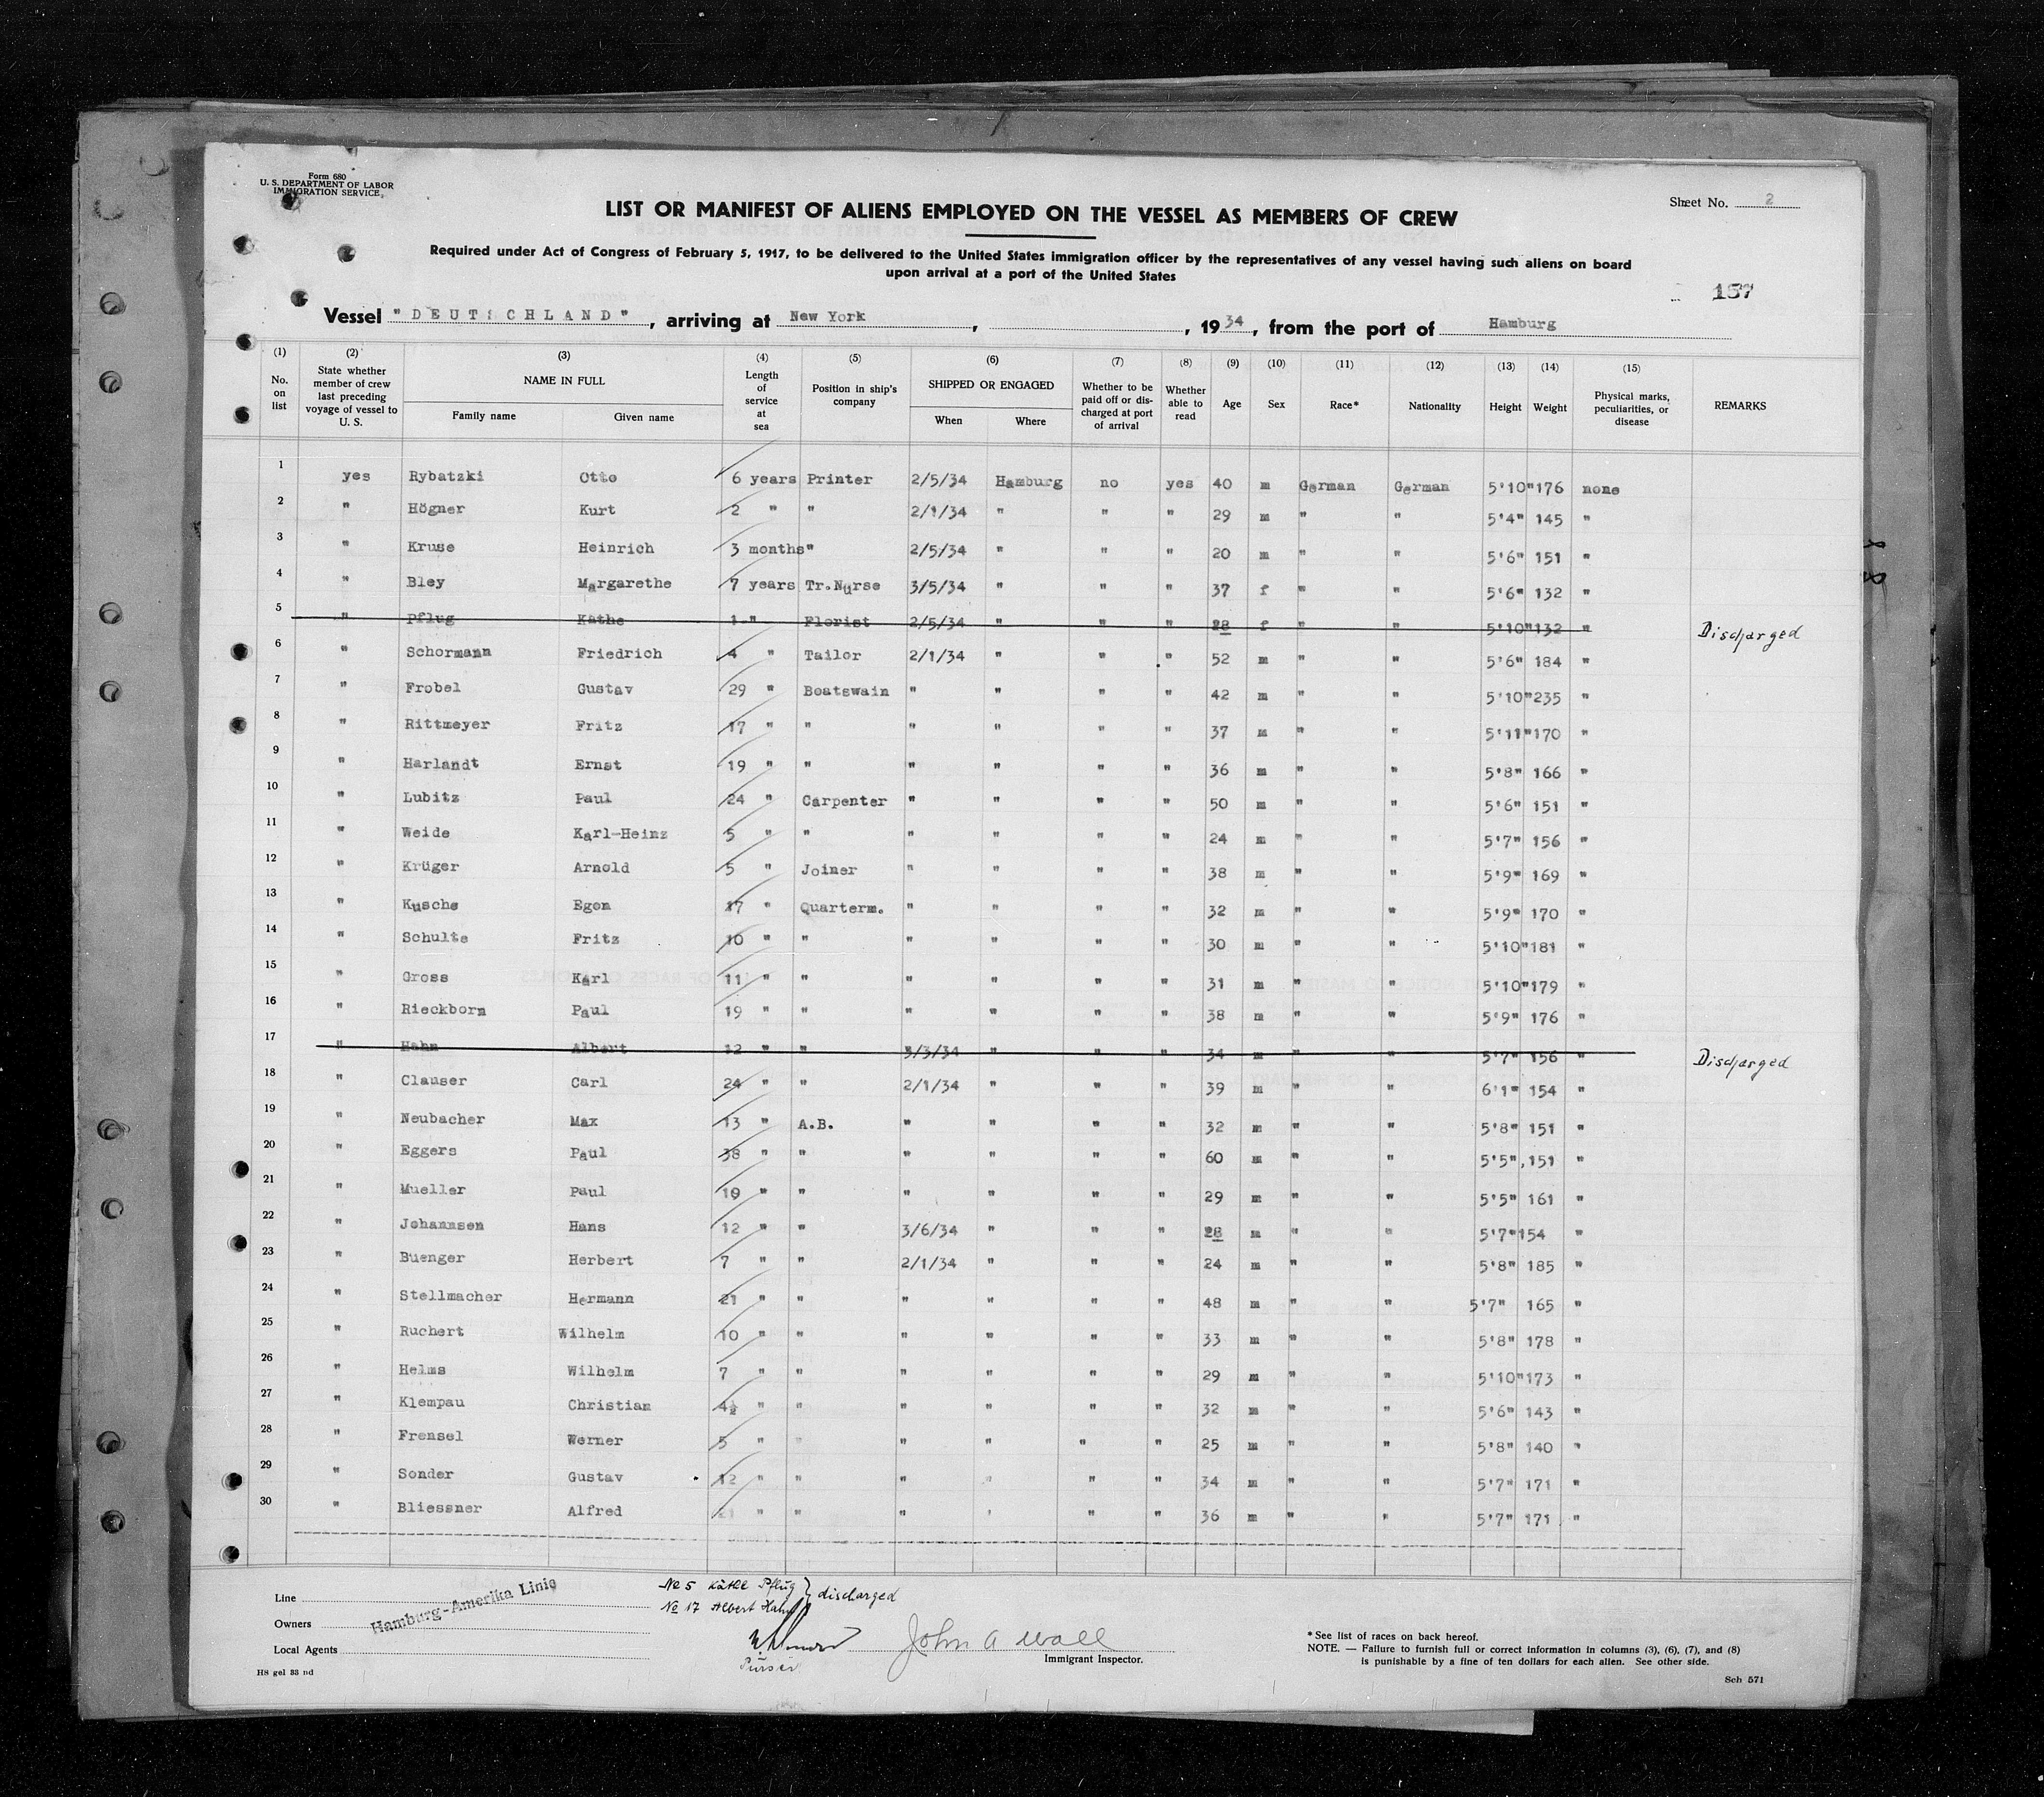 Form 680
U. S. DEPARTMENT OF LABOR
IMMIGRATION SERVICE
Sheet No. 2
LIST OR MANIFEST OF ALIENS EMPLOYED ON THE VESSEL AS MEMBERS OF CREW
Required under Act of Congress of February 5, 1917, to be delivered to the United States immigration officer by the representatives of any vessel having such aliens on board
upon arrival at a port of the United States
157
Vessel "DEUTSCHLAND", arriving at New York, , 1934, from the port of Hamburg
(1) No. on list (2) State whether member of crew last preceding voyage of vessel to U. S. (3) NAME IN FULL Family name Given name (4) Length of service at sea (5) Position in ship's company (6) SHIPPED OR ENGAGED When Where (7) Whether to be paid off or discharged at port of arrival (8) Whether able to read (9) Age (10) Sex (11) Race* (12) Nationality (13) Height (14) Weight (15) Physical marks, peculiarities, or disease REMARKS
1 yes Rybatzki Otto 6 years Printer 2/5/34 Hamburg no yes 40 m German German 5'10" 176 none
2 " Högner Kurt 2 " " 2/1/34 " " " 29 m " " 5'4" 145 "
3 " Kruse Heinrich 3 months " 2/5/34 " " " 20 m " " 5'6" 151 "
4 " Bley Margarethe 7 years Tr.Nurse 3/5/34 " " " 37 f " " 5'6" 132 "
5 " Pflug Käthe 1 " Florist 2/5/34 " " " 28 f " " 5'10" 132 " Discharged
6 " Schormann Friedrich 4 " Tailor 2/1/34 " " " 52 m " " 5'6" 184 "
7 " Frobel Gustav 29 " Boatswain " " " " 42 m " " 5'10" 235 "
8 " Rittmeyer Fritz 17 " " " " " " 37 m " " 5'11" 170 "
9 " Harlandt Ernst 19 " " " " " " 36 m " " 5'8" 166 "
10 " Lubitz Paul 24 " Carpenter " " " " 50 m " " 5'6" 151 "
11 " Weide Karl-Heinz 5 " " " " " " 24 m " " 5'7" 156 "
12 " Krüger Arnold 5 " Joiner " " " " 38 m " " 5'9" 169 "
13 " Kusche Egon 17 " Quarterm. " " " " 32 m " " 5'9" 170 "
14 " Schulte Fritz 10 " " " " " " 30 m " " 5'10" 181 "
15 " Gross Karl 11 " " " " " " 31 m " " 5'10" 179 "
16 " Rieckborn Paul 19 " " " " " " 38 m " " 5'9" 176 "
17 " Hahn Albert 12 " " 3/3/34 " " " 34 m " " 5'7" 156 " Discharged
18 " Clauser Carl 24 " " 2/1/34 " " " 39 m " " 6'1" 154 "
19 " Neubacher Max 13 " A.B. " " " " 32 m " " 5'8" 151 "
20 " Eggers Paul 38 " " " " " " 60 m " " 5'5" 151 "
21 " Mueller Paul 10 " " " " " " 29 m " " 5'5" 161 "
22 " Johannsen Hans 12 " " 3/6/34 " " " 28 m " " 5'7" 154 "
23 " Buenger Herbert 7 " " 2/1/34 " " " 24 m " " 5'8" 185 "
24 " Stellmacher Hermann 21 " " " " " " 48 m " " 5'7" 165 "
25 " Ruchert Wilhelm 10 " " " " " " 33 m " " 5'8" 178 "
26 " Helms Wilhelm 7 " " " " " " 29 m " " 5'10" 173 "
27 " Klempau Christian 4½ " " " " " " 32 m " " 5'6" 143 "
28 " Frensel Werner 5 " " " " " " 25 m " " 5'8" 140 "
29 " Sonder Gustav 12 " " " " " " 34 m " " 5'7" 171 "
30 " Bliessner Alfred 21 " " " " " " 36 m " " 5'7" 171 "
Line
Owners
Local Agents
Hamburg-Amerika Linie
No 5 Käthe Pflug
No 17 Albert Hahn } discharged
Purser
John A Wall
Immigrant Inspector.
* See list of races on back hereof.
NOTE. — Failure to furnish full or correct information in columns (3), (6), (7), and (8)
is punishable by a fine of ten dollars for each alien. See other side.
HS gel 33 nd
Sch 571